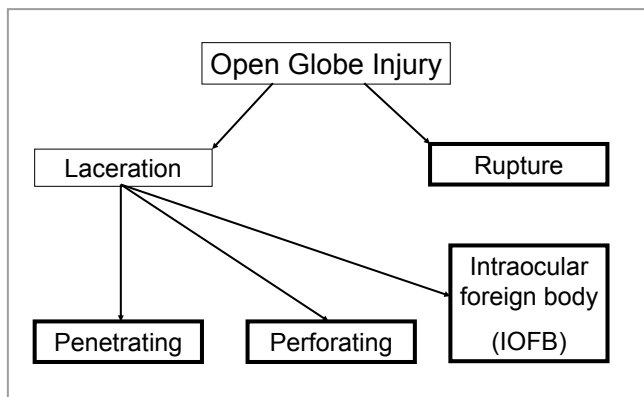 Open Globe Injury
Laceration
Rupture
Penetrating
Perforating
Intraocular
foreign body
(IOFB)